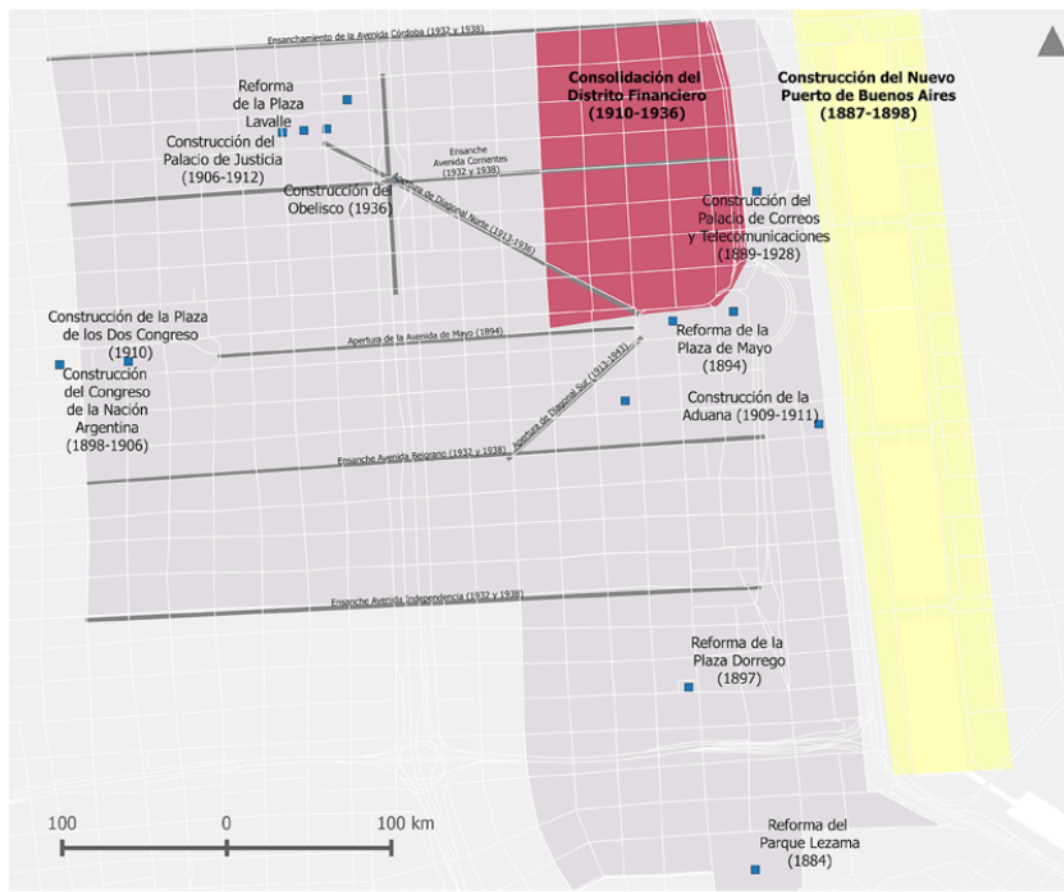 Ensanchamiento de la Avenida Córdoba (1932 y 1938)
Consolidación del
Distrito Financiero
(1910-1936)
Construcción del Nuevo
Puerto de Buenos Aires
(1887-1898)
Reforma
de la Plaza
Lavalle
Construcción del
Palacio de Justicia
(1906-1912)
Ensanche
Avenida Corrientes
(1932 y 1938)
Construcción del
Obelisco (1936)
Apertura de Diagonal Norte (1913-1936)
Construcción del
Palacio de Correos
y Telecomunicaciones
(1889-1928)
Construcción de la Plaza
de los Dos Congreso
(1910)
Apertura de la Avenida de Mayo (1894)
Reforma de la
Plaza de Mayo
(1894)
Construcción
del Congreso
de la Nación
Argentina
(1898-1906)
Apertura de Diagonal Sur (1913-1943)
Construcción de la
Aduana (1909-1911)
Ensanche Avenida Belgrano (1932 y 1938)
Ensanche Avenida Independencia (1932 y 1938)
Reforma de la
Plaza Dorrego
(1897)
100 0 100 km
Reforma del
Parque Lezama
(1884)